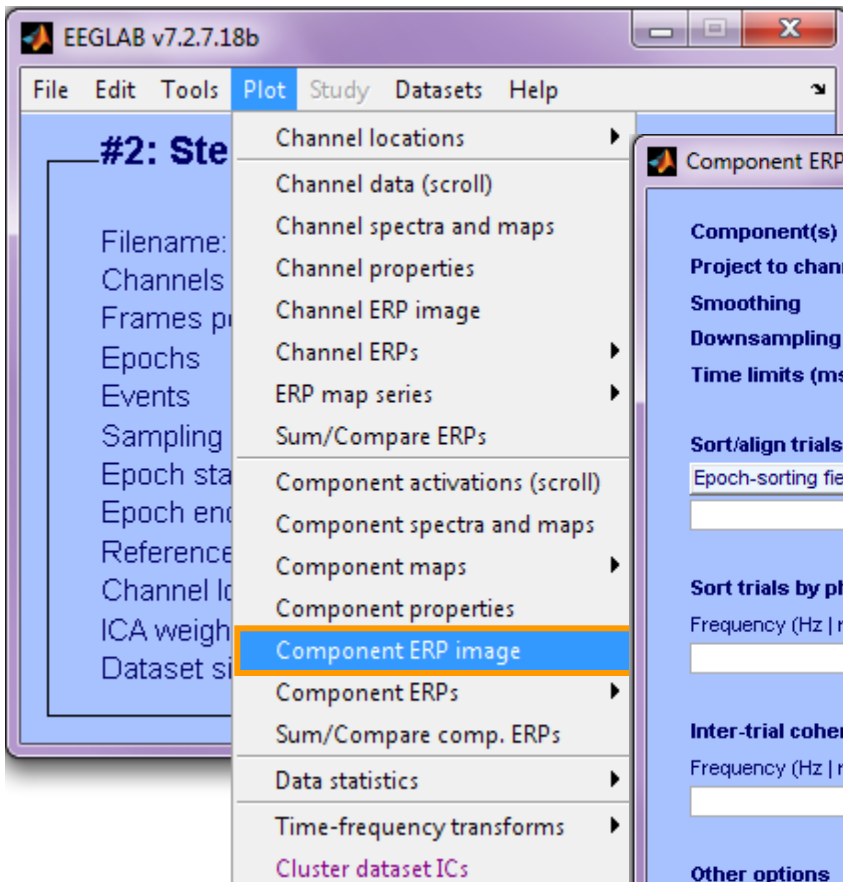 EEGLAB v7.2.7.18b
File Edit Tools Plot Study Datasets Help
#2: Ste
Filename:
Channels
Frames p
Epochs
Events
Sampling
Epoch sta
Epoch end
Reference
Channel lo
ICA weigh
Dataset si
Channel locations
Channel data (scroll)
Channel spectra and maps
Channel properties
Channel ERP image
Channel ERPs
ERP map series
Sum/Compare ERPs
Component activations (scroll)
Component spectra and maps
Component maps
Component properties
Component ERP image
Component ERPs
Sum/Compare comp. ERPs
Data statistics
Time-frequency transforms
Cluster dataset ICs
Component ERP
Component(s)
Project to chann
Smoothing
Downsampling
Time limits (ms
Sort/align trials
Epoch-sorting fie
Sort trials by ph
Frequency (Hz | r
Inter-trial coher
Frequency (Hz | r
Other options